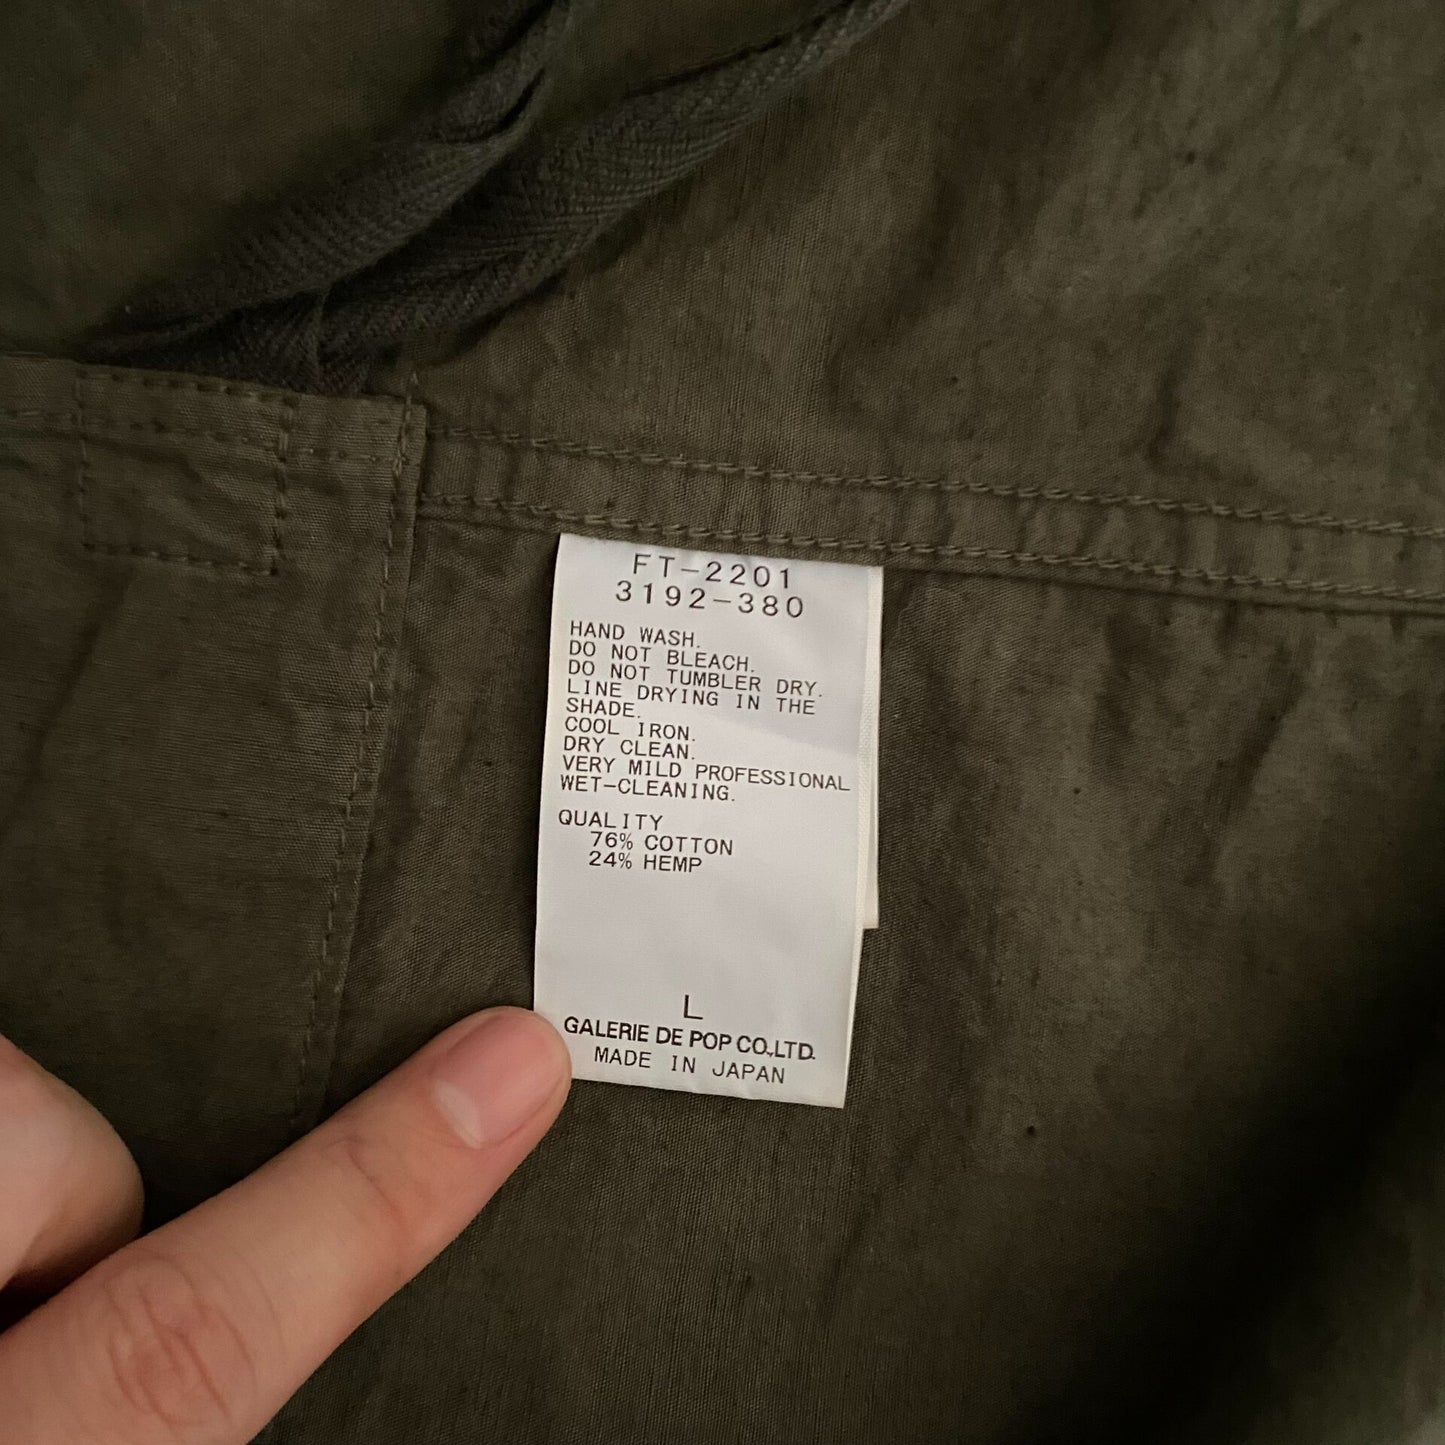 FT-2201
3192-380
HAND WASH.
DO NOT BLEACH.
DO NOT TUMBLER DRY.
LINE DRYING IN THE
SHADE.
COOL IRON.
DRY CLEAN.
VERY MILD PROFESSIONAL
WET-CLEANING.
QUALITY
76% COTTON
24% HEMP
L
GALERIE DE POP CO.,LTD.
MADE IN JAPAN